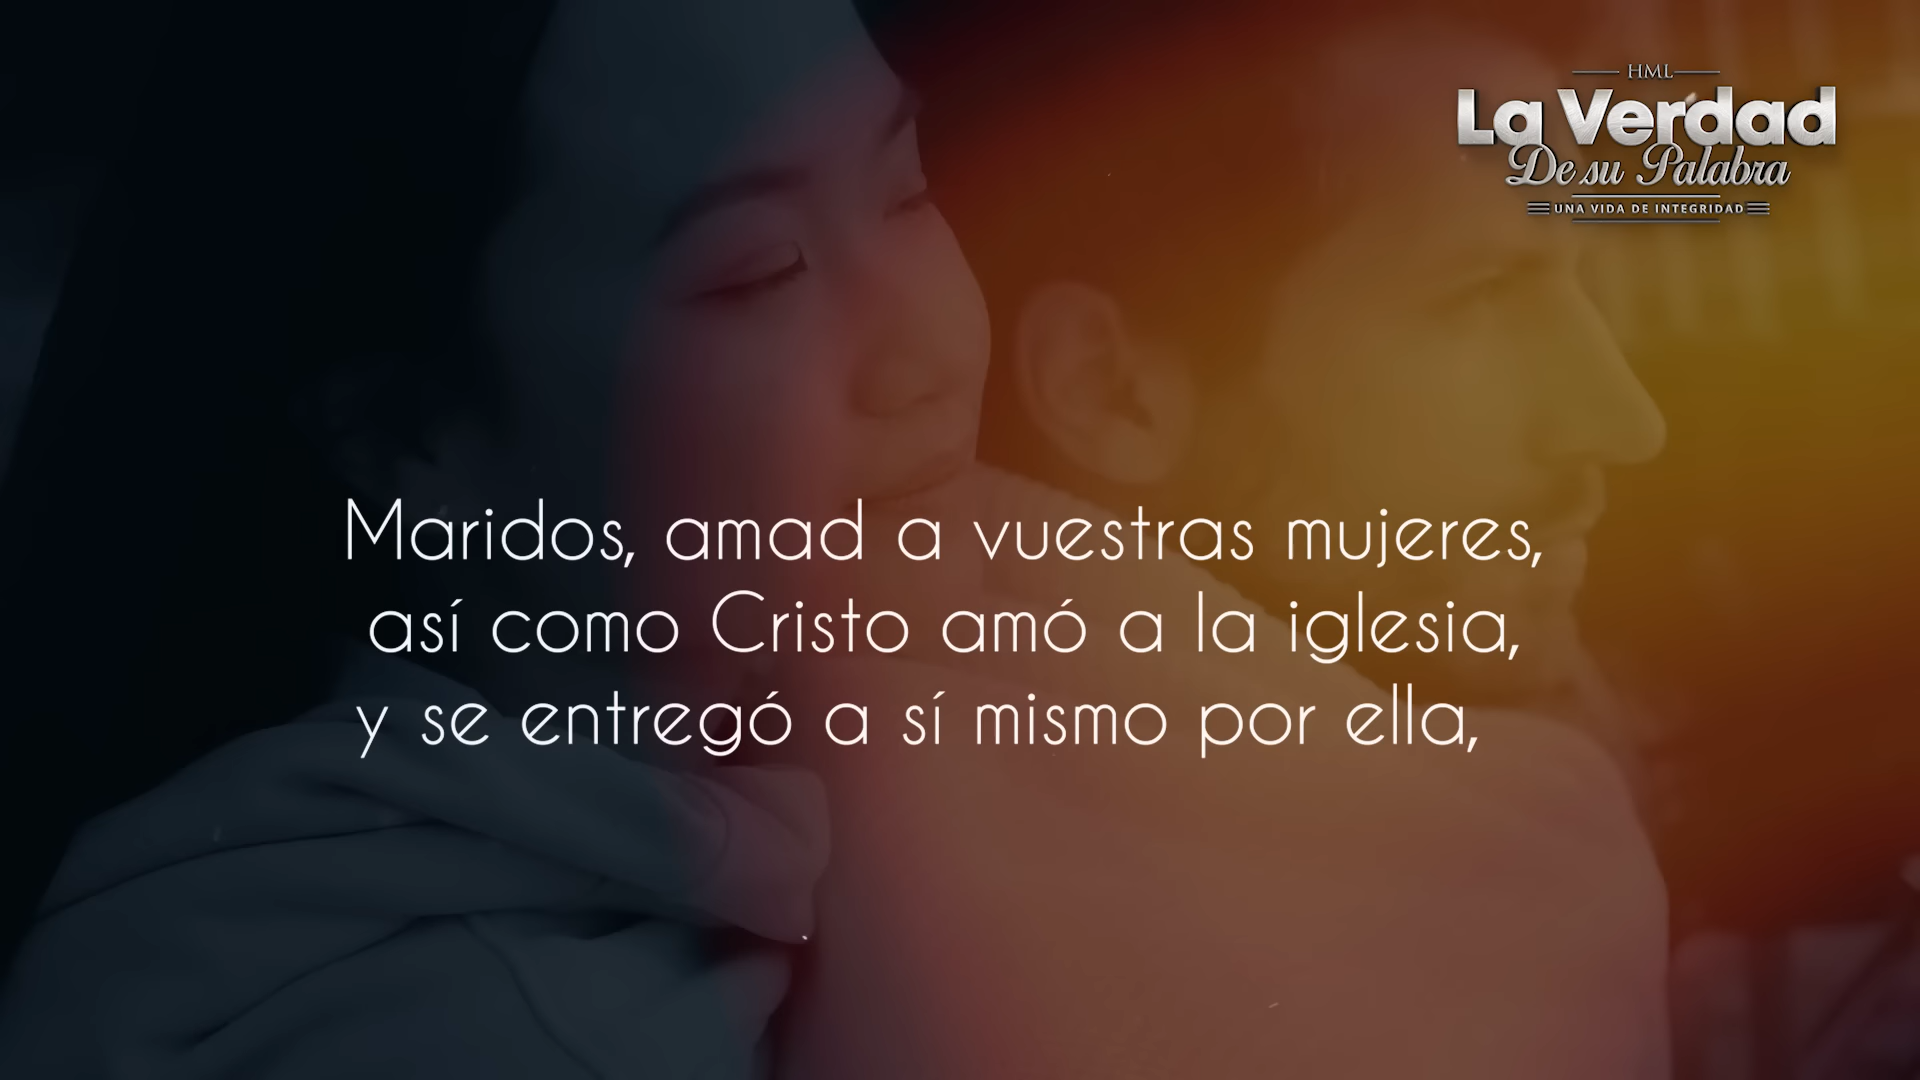 HML
La Verdad
De su Palabra
UNA VIDA DE INTEGRIDAD
Maridos, amad a vuestras mujeres,
así como Cristo amó a la iglesia,
y se entregó a sí mismo por ella,